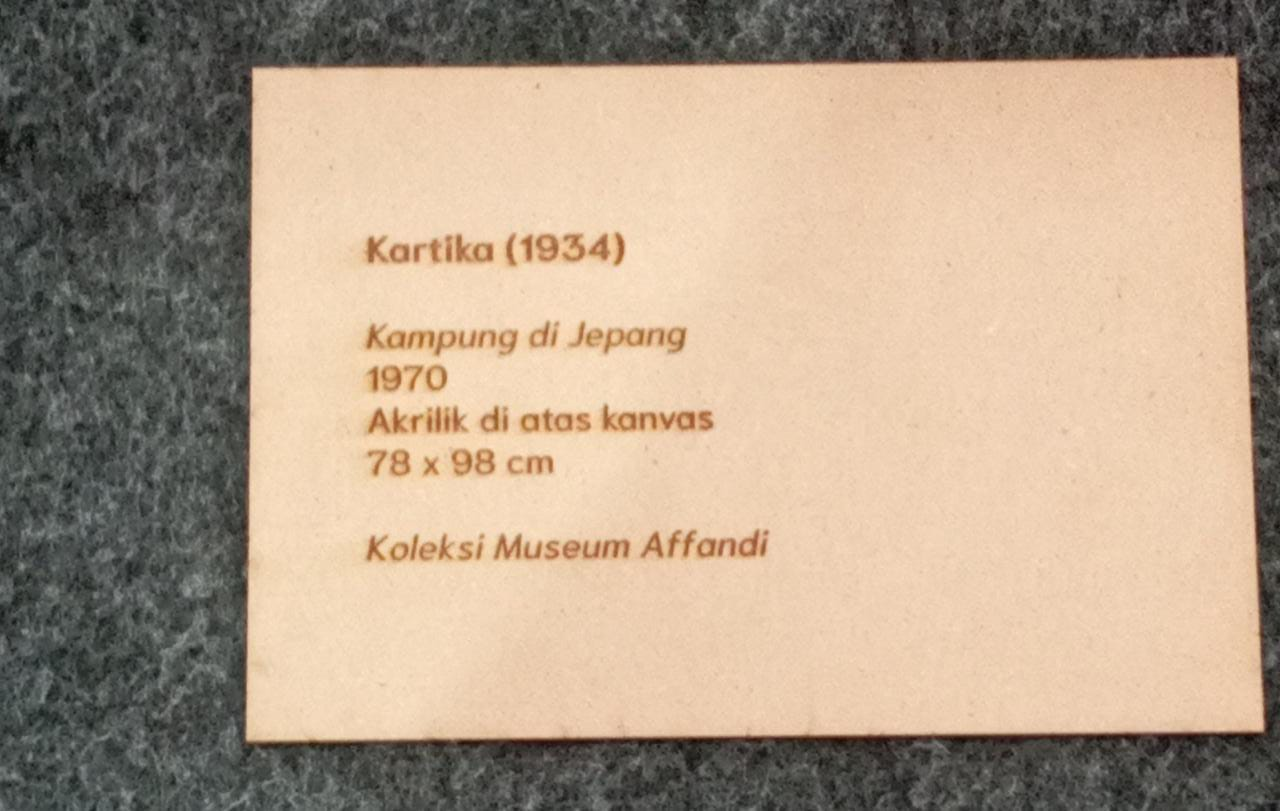 Kartika (1934)
Kampung di Jepang
1970
Akrilik di atas kanvas
78 x 98 cm
Koleksi Museum Affandi